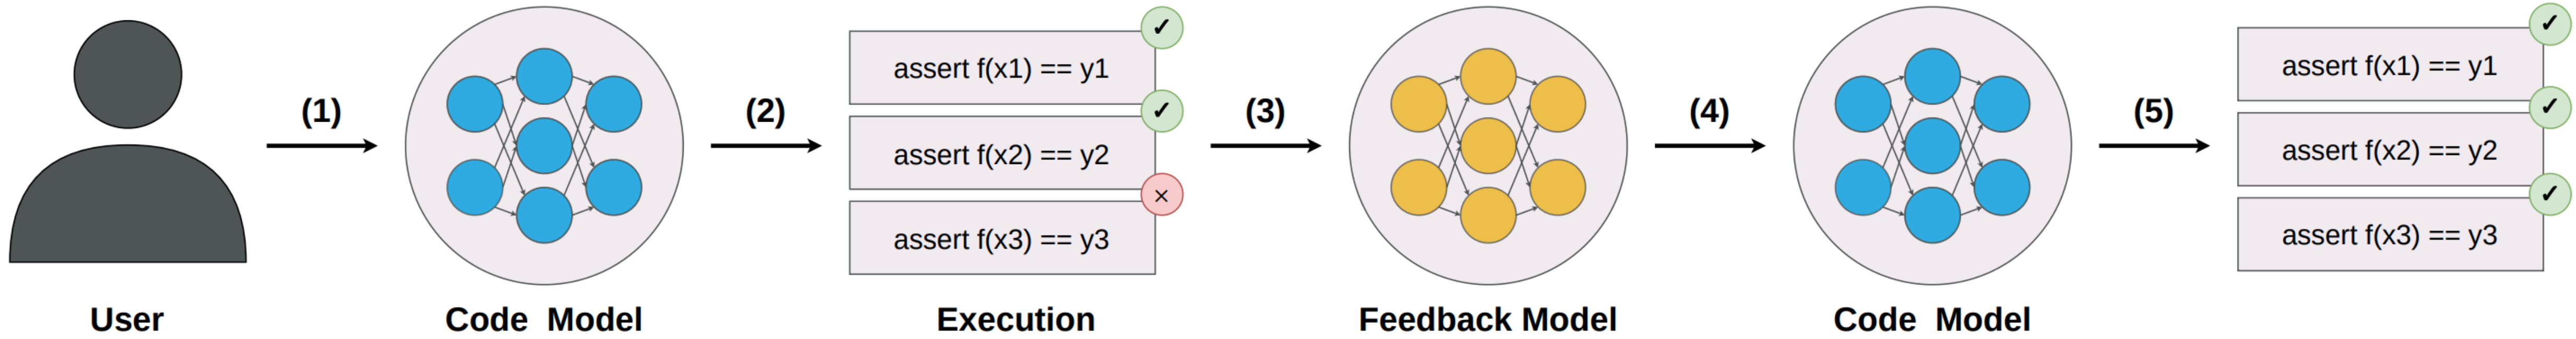 (1)
(2)
(3)
(4)
(5)
✓
assert f(x1) == y1
✓
assert f(x2) == y2
×
assert f(x3) == y3
✓
assert f(x1) == y1
✓
assert f(x2) == y2
✓
assert f(x3) == y3
User
Code Model
Execution
Feedback Model
Code Model